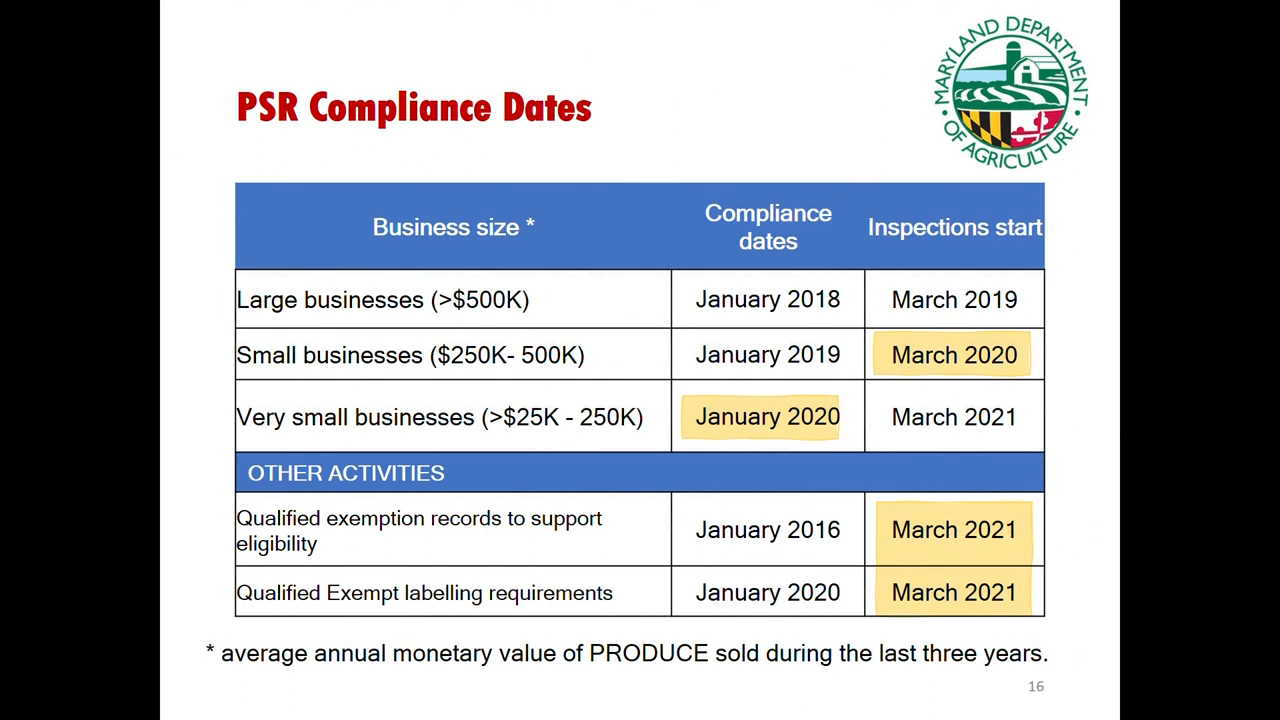 MARYLAND DEPARTMENT
• OF AGRICULTURE •
PSR Compliance Dates
Business size *
Compliance
dates
Inspections start
Large businesses (>$500K)
January 2018
March 2019
Small businesses ($250K- 500K)
January 2019
March 2020
Very small businesses (>$25K - 250K)
January 2020
March 2021
OTHER ACTIVITIES
Qualified exemption records to support
eligibility
January 2016
March 2021
Qualified Exempt labelling requirements
January 2020
March 2021
* average annual monetary value of PRODUCE sold during the last three years.
16